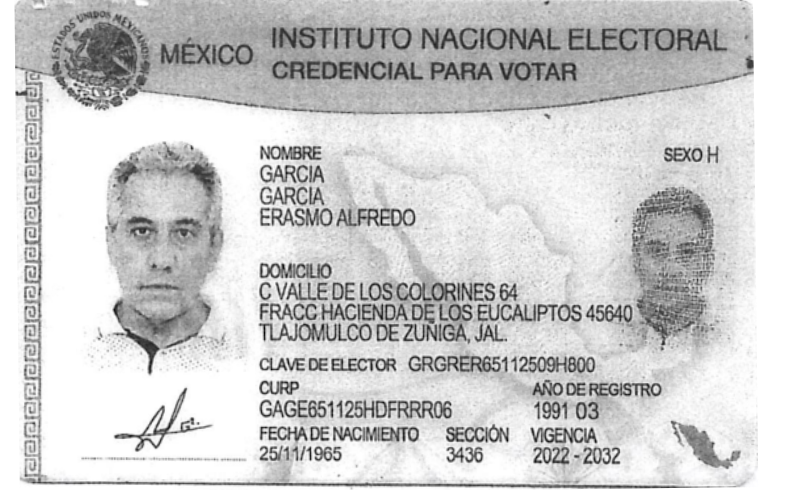 ESTADOS UNIDOS MEXICANOS
MÉXICO INSTITUTO NACIONAL ELECTORAL
CREDENCIAL PARA VOTAR
NOMBRE
SEXO H
GARCIA
GARCIA
ERASMO ALFREDO
DOMICILIO
C VALLE DE LOS COLORINES 64
FRACC HACIENDA DE LOS EUCALIPTOS 45640
TLAJOMULCO DE ZUÑIGA, JAL.
CLAVE DE ELECTOR GRGRER65112509H800
CURP
GAGE651125HDFRRR06
AÑO DE REGISTRO
1991 03
FECHA DE NACIMIENTO
25/11/1965
SECCIÓN
3436
VIGENCIA
2022 - 2032